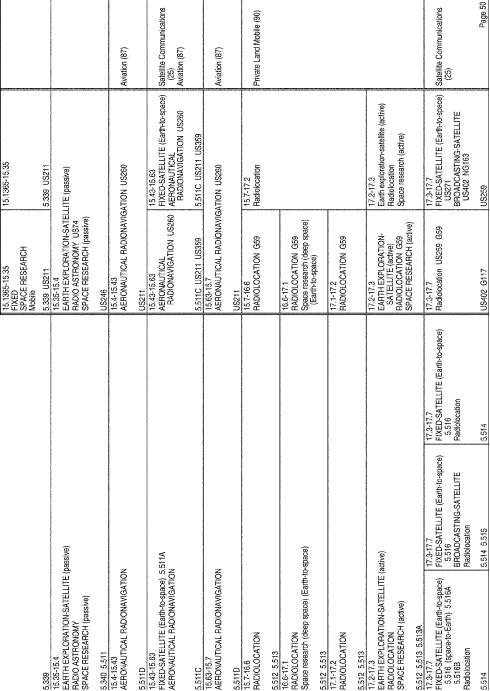 5.339
15.1365-15.35
FIXED
SPACE RESEARCH
Mobile
5.339 US211
15.1365-15.35
5.339 US211
15.35-15.4
EARTH EXPLORATION-SATELLITE (passive)
RADIO ASTRONOMY
SPACE RESEARCH (passive)
5.340 5.511
15.35-15.4
EARTH EXPLORATION-SATELLITE (passive)
RADIO ASTRONOMY US74
SPACE RESEARCH (passive)
US246
15.4-15.43
AERONAUTICAL RADIONAVIGATION
5.511D
15.4-15.43
AERONAUTICAL RADIONAVIGATION US260
US211
Aviation (87)
15.43-15.63
FIXED-SATELLITE (Earth-to-space) 5.511A
AERONAUTICAL RADIONAVIGATION
5.511C
15.43-15.63
AERONAUTICAL
RADIONAVIGATION US260
5.511C US211 US359
15.43-15.63
FIXED-SATELLITE (Earth-to-space)
AERONAUTICAL
RADIONAVIGATION US260
5.511C US211 US359
Satellite Communications
(25)
Aviation (87)
15.63-15.7
AERONAUTICAL RADIONAVIGATION
5.511D
15.63-15.7
AERONAUTICAL RADIONAVIGATION US260
US211
Aviation (87)
15.7-16.6
RADIOLOCATION
5.512 5.513
15.7-16.6
RADIOLOCATION G59
15.7-17.2
Radiolocation
Private Land Mobile (90)
16.6-17.1
RADIOLOCATION
Space research (deep space) (Earth-to-space)
5.512 5.513
16.6-17.1
RADIOLOCATION G59
Space research (deep space)
(Earth-to-space)
17.1-17.2
RADIOLOCATION
5.512 5.513
17.1-17.2
RADIOLOCATION G59
17.2-17.3
EARTH EXPLORATION-SATELLITE (active)
RADIOLOCATION
SPACE RESEARCH (active)
5.512 5.513 5.513A
17.2-17.3
EARTH EXPLORATION-
SATELLITE (active)
RADIOLOCATION G59
SPACE RESEARCH (active)
17.2-17.3
Earth exploration-satellite (active)
Radiolocation
Space research (active)
17.3-17.7
FIXED-SATELLITE (Earth-to-space)
5.516 (space-to-Earth) 5.516A
5.516B
Radiolocation
5.514
17.3-17.7
FIXED-SATELLITE (Earth-to-space)
5.516
BROADCASTING-SATELLITE
Radiolocation
5.514 5.515
17.3-17.7
FIXED-SATELLITE (Earth-to-space)
5.516
Radiolocation
5.514
17.3-17.7
Radiolocation US259 G59
US402 G117
17.3-17.7
FIXED-SATELLITE (Earth-to-space)
US271
BROADCASTING-SATELLITE
US402 NG163
US259
Satellite Communications
(25)
Page 50